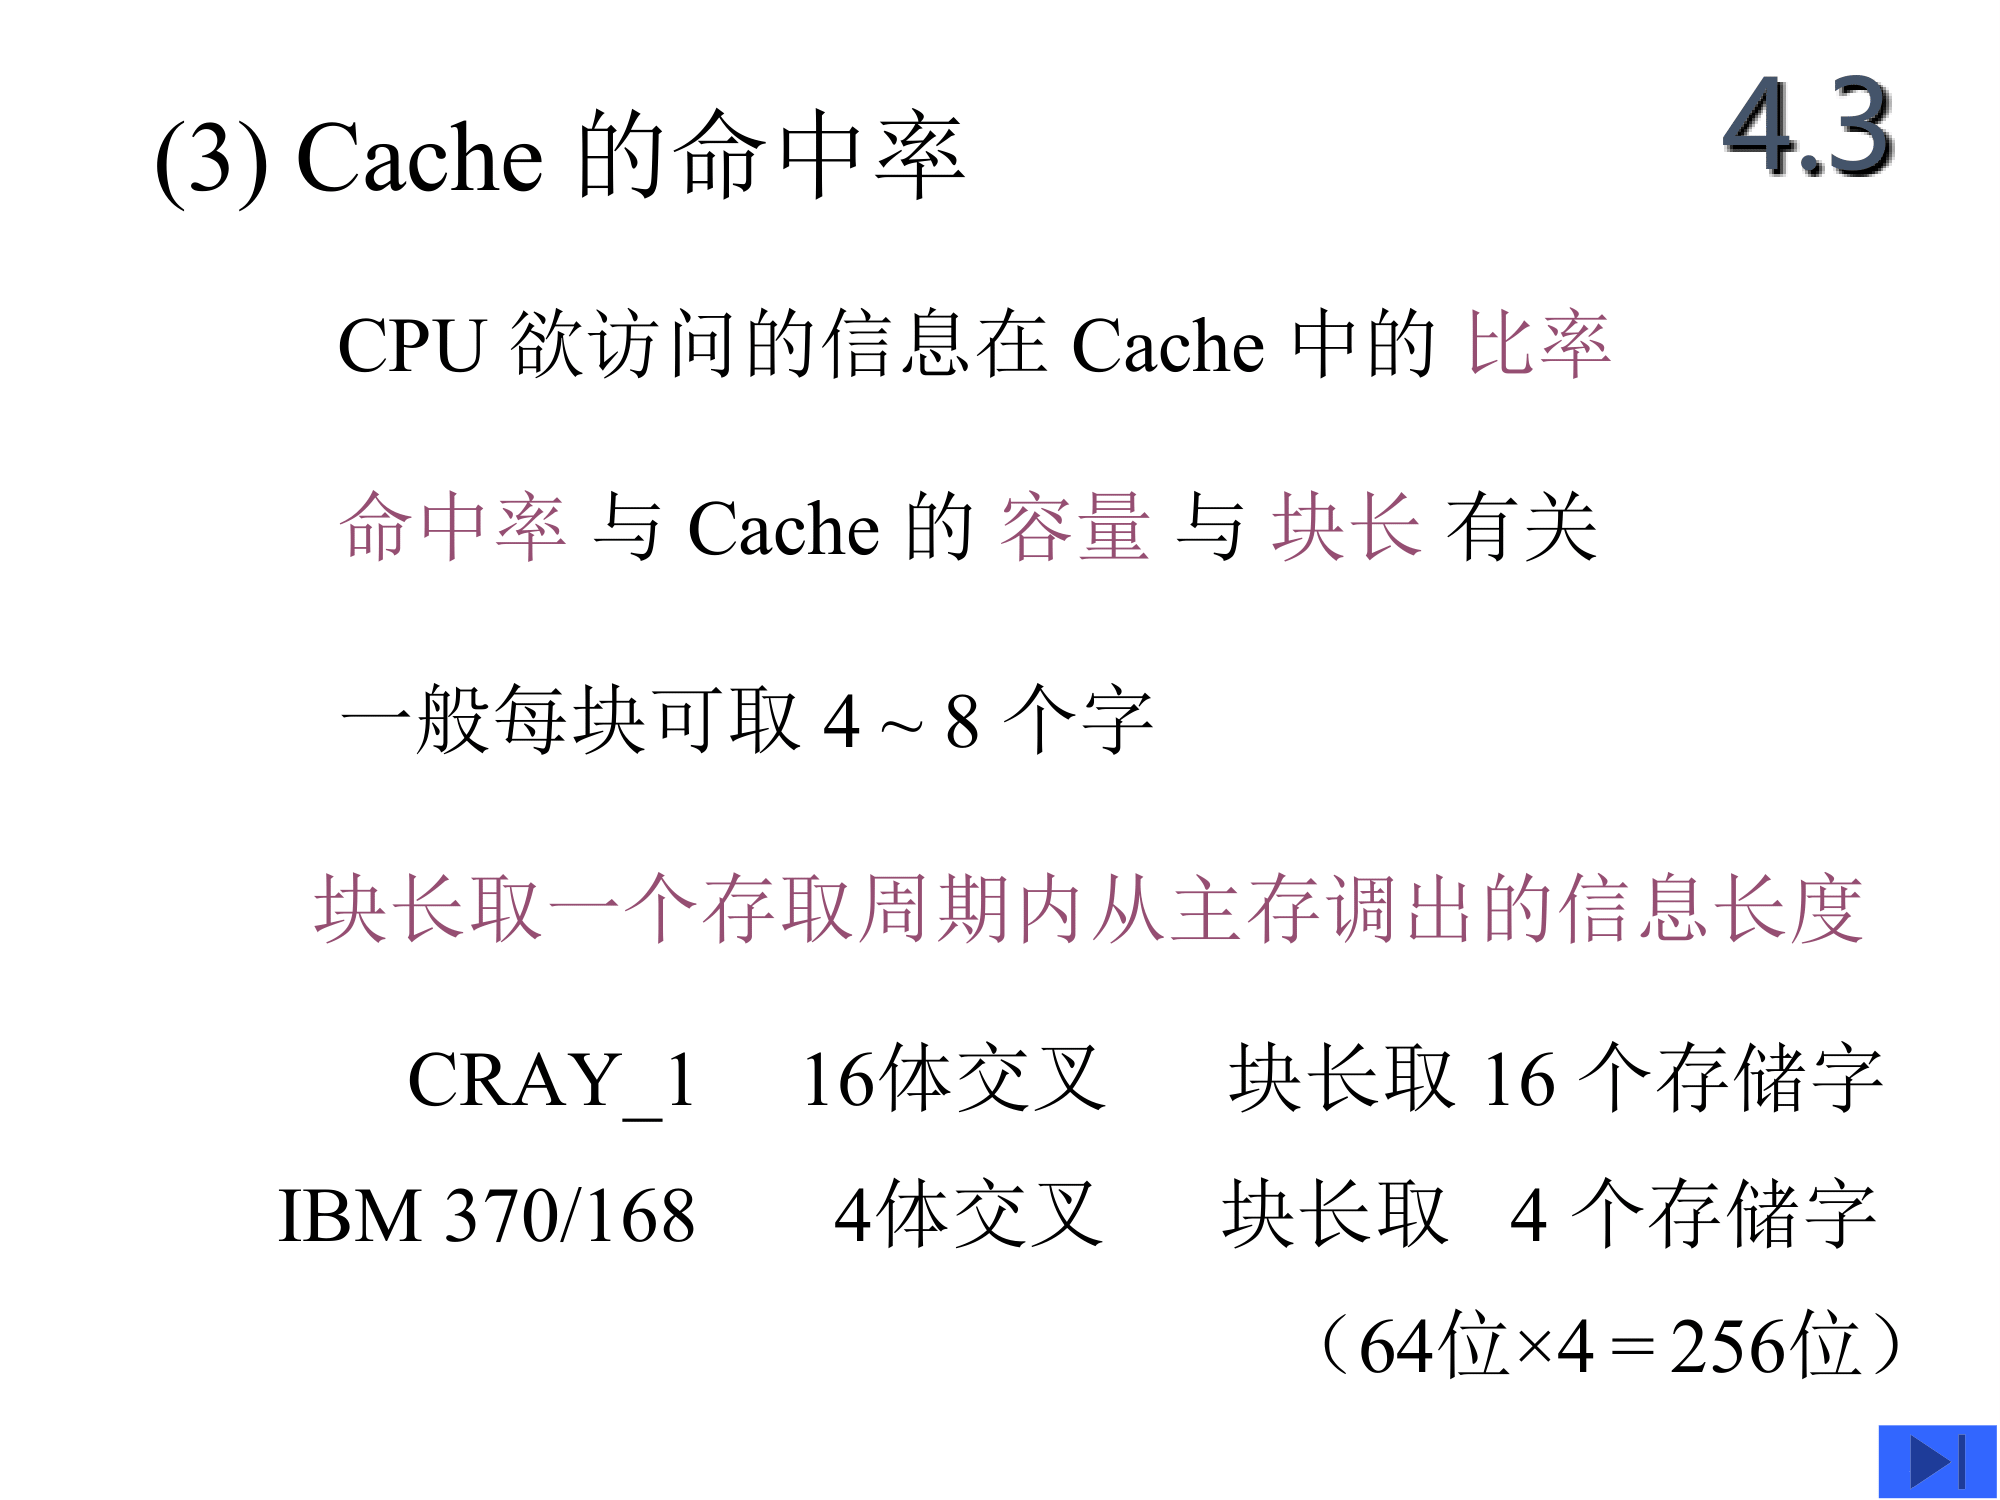 (3) Cache 的命中率
4.3
CPU 欲访问的信息在 Cache 中的 比率
命中率 与 Cache 的 容量 与 块长 有关
一般每块可取 4 ~ 8 个字
块长取一个存取周期内从主存调出的信息长度
CRAY_1 16体交叉 块长取 16 个存储字
IBM 370/168 4体交叉 块长取 4 个存储字
（64位×4 = 256位）